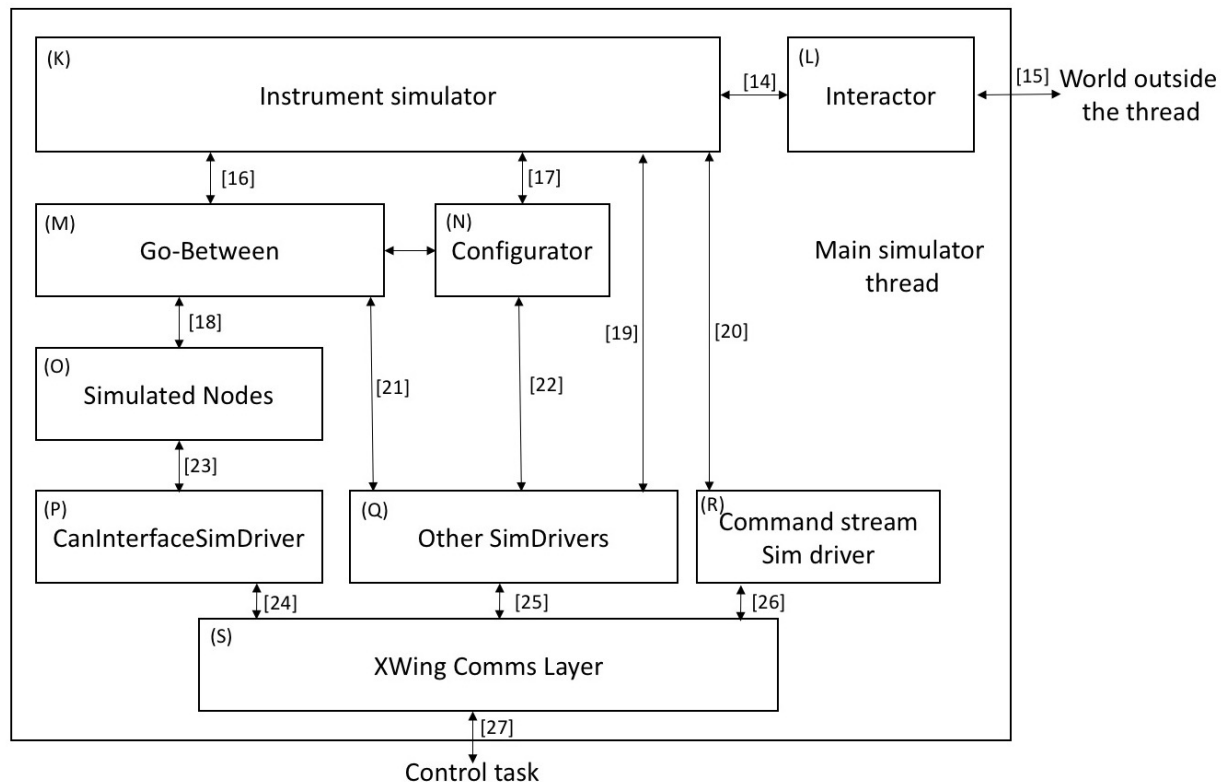 (K)
Instrument simulator
[14]
(L)
Interactor
[15]
World outside
the thread
[16]
[17]
(M)
Go-Between
(N)
Configurator
Main simulator
thread
[18]
[19]
[20]
(O)
Simulated Nodes
[21]
[22]
[23]
(P)
CanInterfaceSimDriver
(Q)
Other SimDrivers
(R)
Command stream
Sim driver
[24]
[25]
[26]
(S)
XWing Comms Layer
[27]
Control task